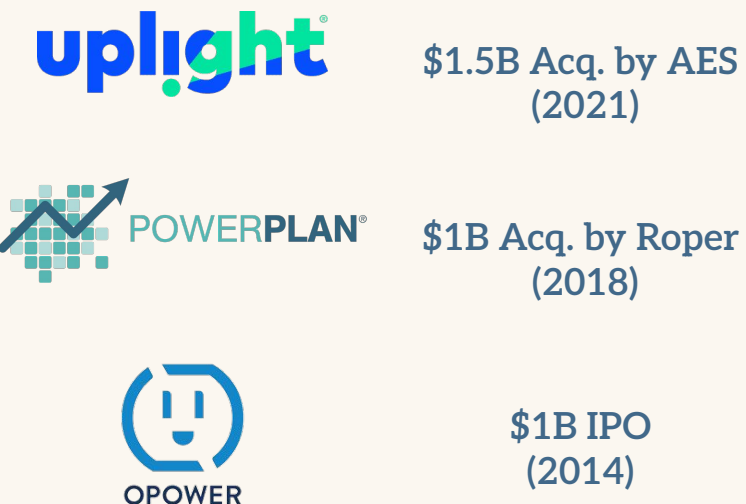 uplight®
$1.5B Acq. by AES
(2021)
POWERPLAN®
$1B Acq. by Roper
(2018)
OPOWER
$1B IPO
(2014)